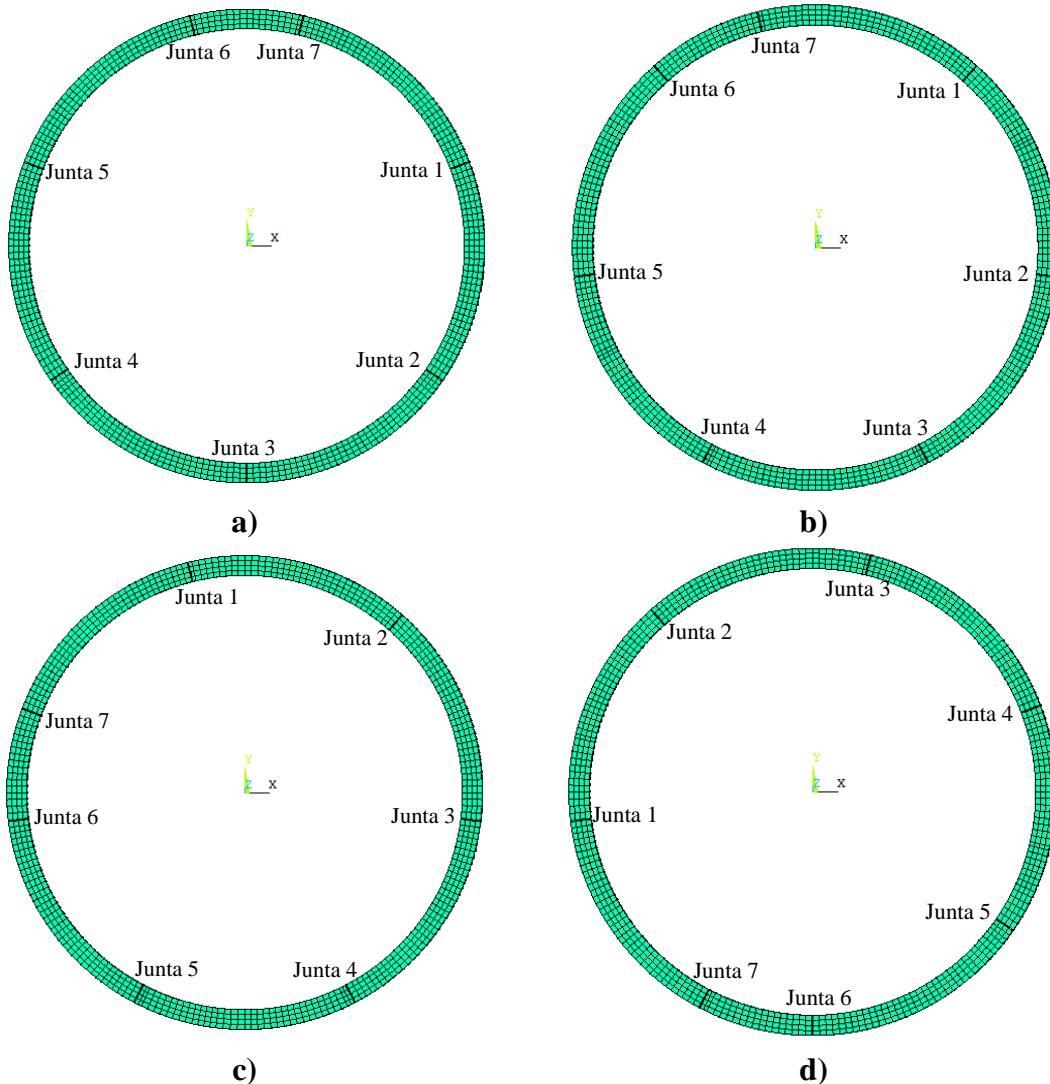 Junta 6 Junta 7
Junta 5 Junta 1
Y
Z X
Junta 4 Junta 2
Junta 3
a)
Junta 7
Junta 6 Junta 1
Y
Z X
Junta 5 Junta 2
Junta 4 Junta 3
b)
Junta 1
Junta 2
Junta 7
Y
Z X
Junta 6 Junta 3
Junta 5 Junta 4
c)
Junta 3
Junta 2
Junta 4
Y
Z X
Junta 1
Junta 5
Junta 7
Junta 6
d)